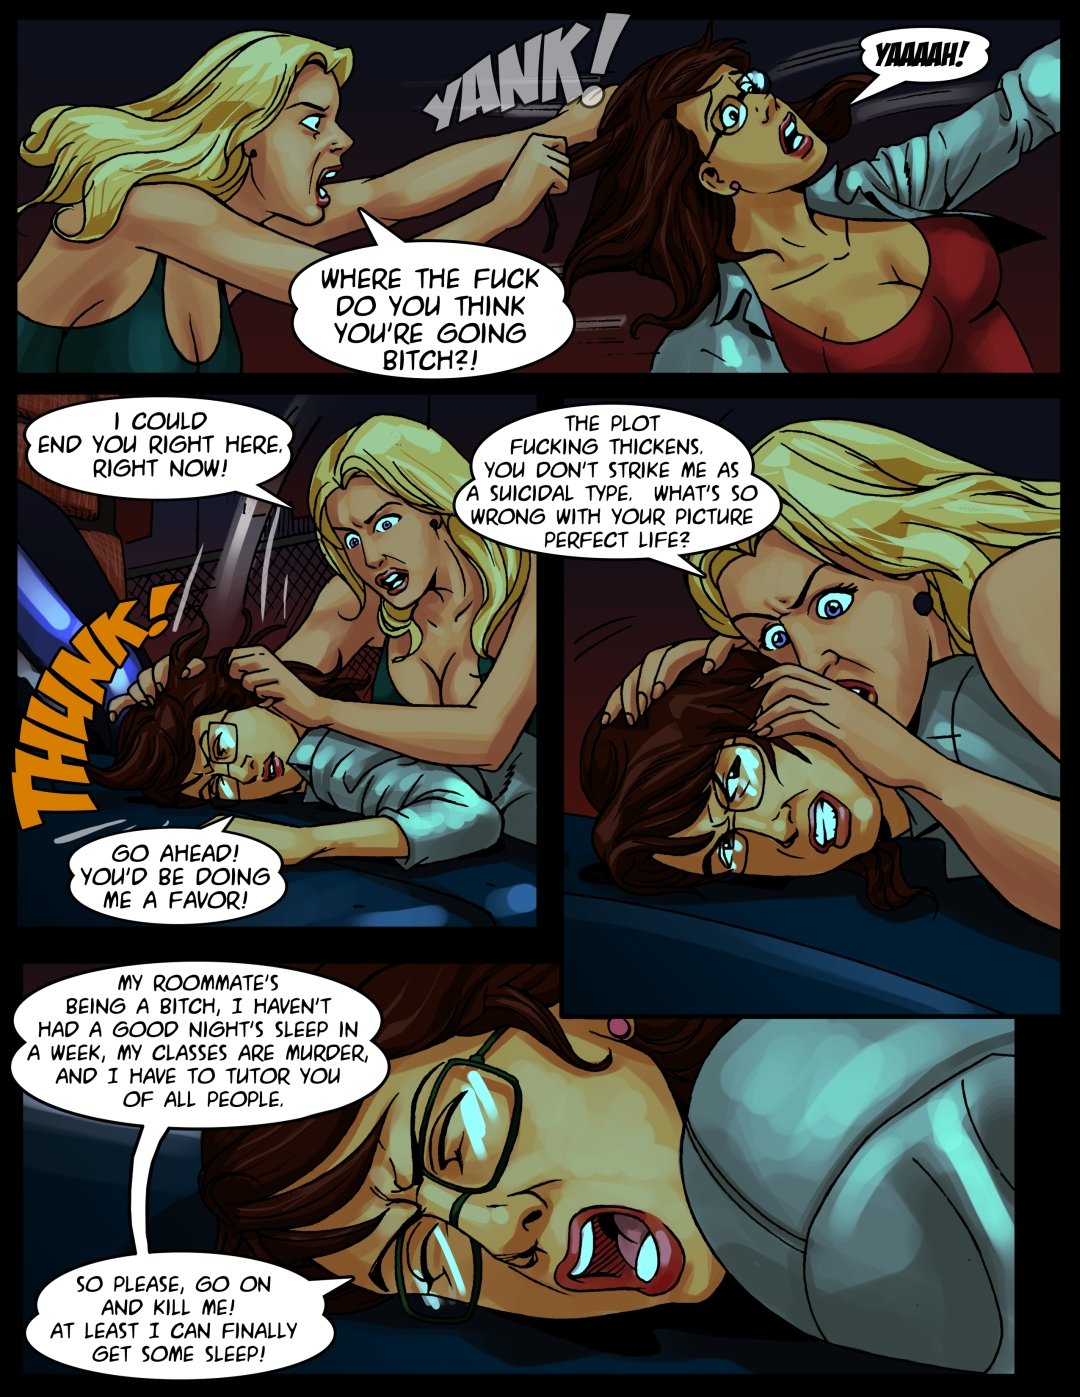 YANK!
YAAAAH!
WHERE THE FUCK
DO YOU THINK
YOU'RE GOING
BITCH?!
I COULD
END YOU RIGHT HERE,
RIGHT NOW!
THUNK!
GO AHEAD!
YOU'D BE DOING
ME A FAVOR!
THE PLOT
FUCKING THICKENS.
YOU DON'T STRIKE ME AS
A SUICIDAL TYPE. WHAT'S SO
WRONG WITH YOUR PICTURE
PERFECT LIFE?
MY ROOMMATE'S
BEING A BITCH, I HAVEN'T
HAD A GOOD NIGHT'S SLEEP IN
A WEEK, MY CLASSES ARE MURDER,
AND I HAVE TO TUTOR YOU
OF ALL PEOPLE.
SO PLEASE, GO ON
AND KILL ME!
AT LEAST I CAN FINALLY
GET SOME SLEEP!